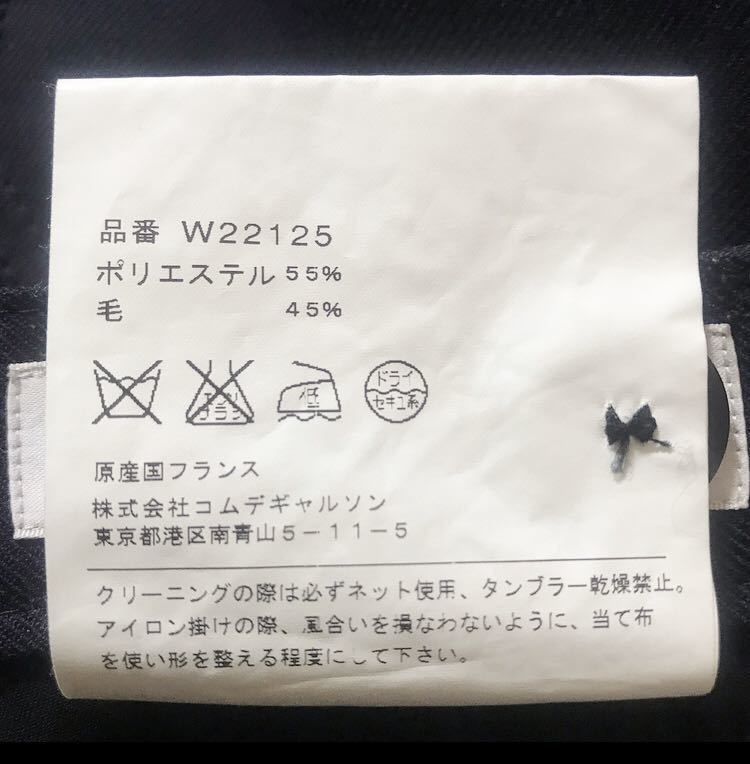 品番 W22125
ポリエステル 55%
毛 45%
エンソ サラシ 低 ドライ セキユ系
原産国フランス
株式会社コムデギャルソン
東京都港区南青山5-11-5
クリーニングの際は必ずネット使用、タンブラー乾燥禁止。
アイロン掛けの際、風合いを損なわないように、当て布
を使い形を整える程度にして下さい。